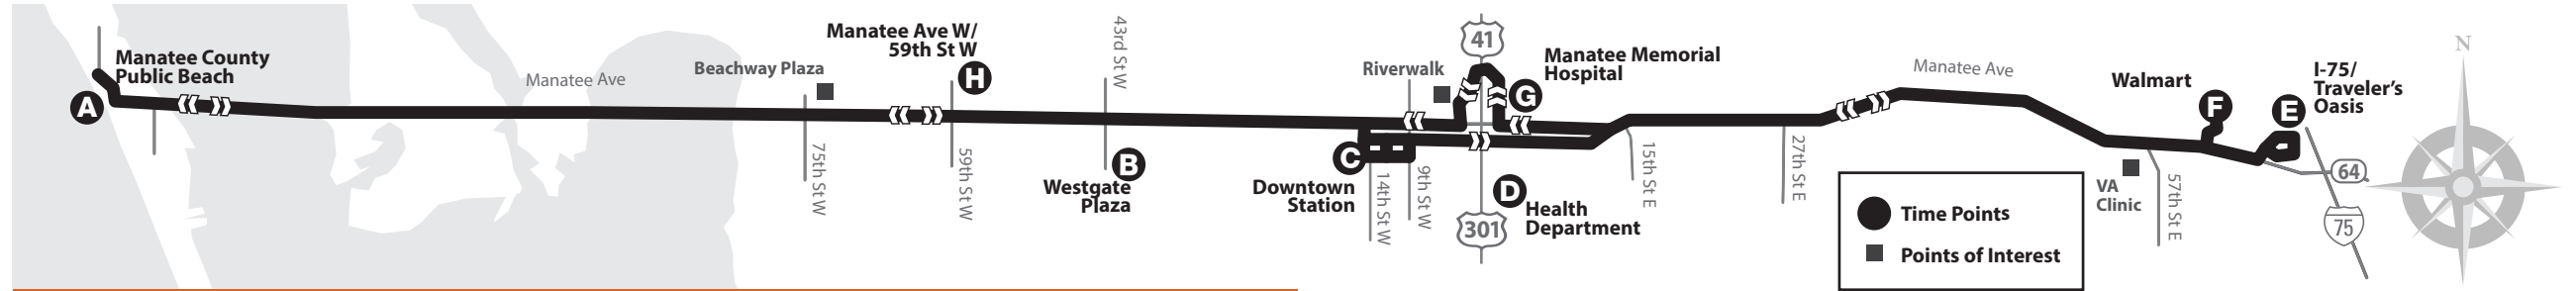 Manatee County
Public Beach
A
Manatee Ave
Beachway Plaza
75th St W
Manatee Ave W/
59th St W
H
59th St W
43rd St W
B
Westgate
Plaza
Riverwalk
C
Downtown
Station
14th St W
9th St W
41
301
G
Manatee Memorial
Hospital
D
Health
Department
15th St E
27th St E
Manatee Ave
Time Points
Points of Interest
Walmart
F
VA
Clinic
57th St E
E
I-75/
Traveler's
Oasis
64
75
N